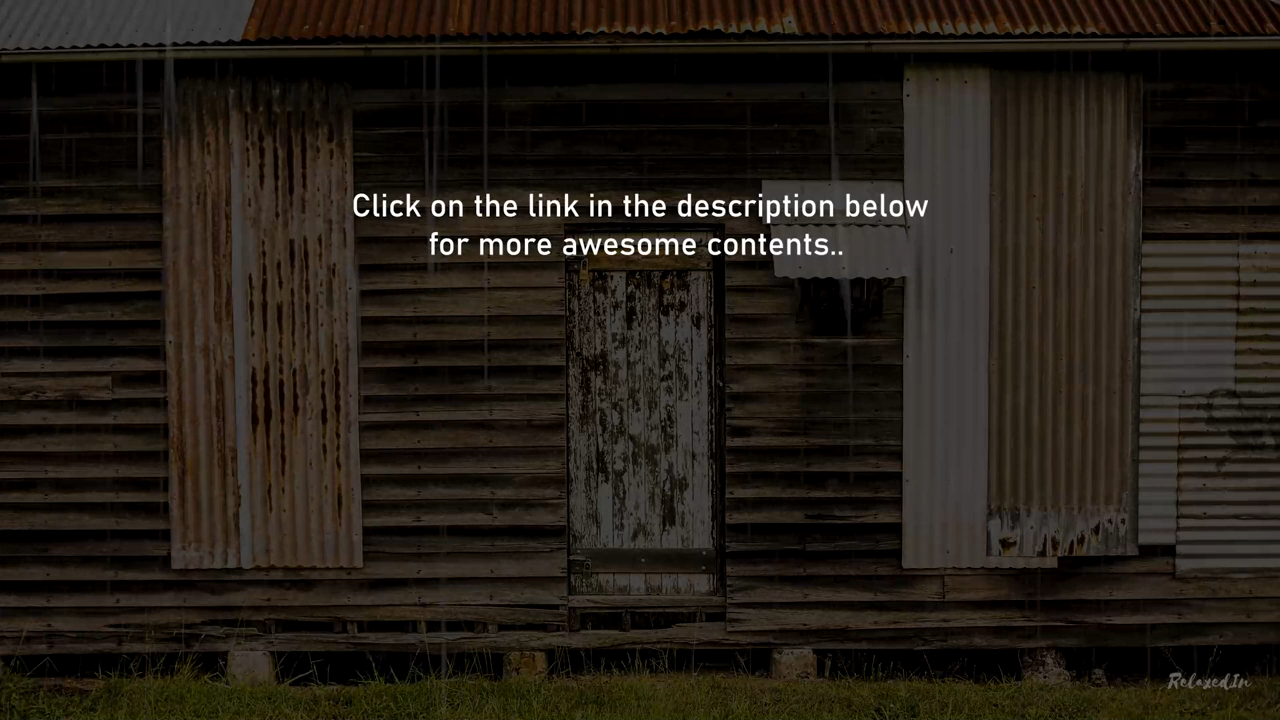 Click on the link in the description below
for more awesome contents..
RelaxedIn